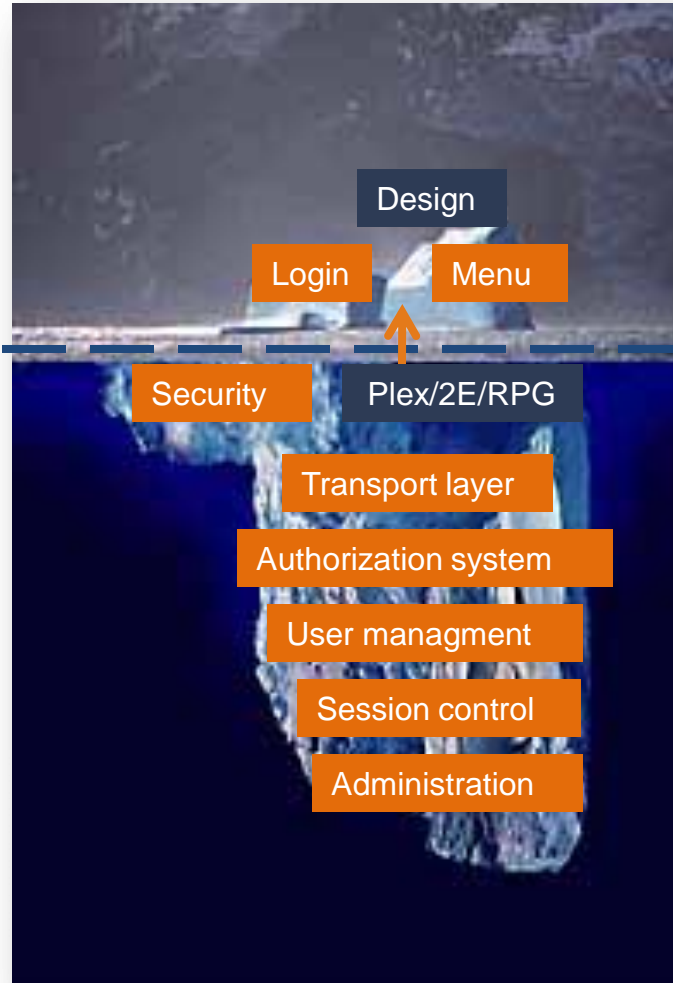 Design
Login
Menu
Security
Plex/2E/RPG
Transport layer
Authorization system
User managment
Session control
Administration